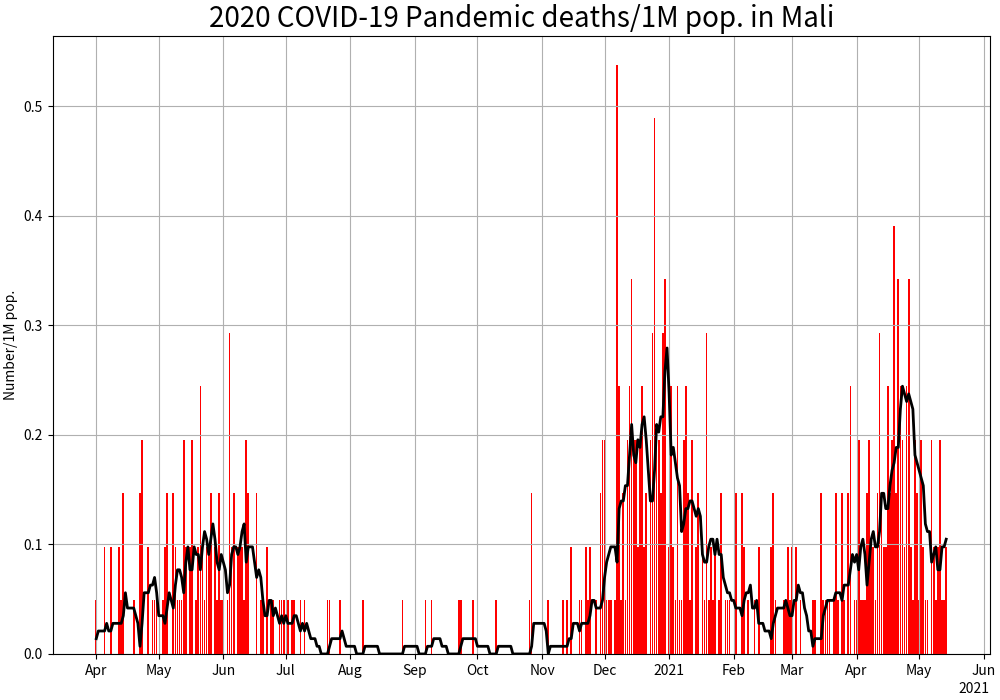 2020 COVID-19 Pandemic deaths/1M pop. in Mali
Number/1M pop.
0.5
0.4
0.3
0.2
0.1
0.0
Apr May Jun Jul Aug Sep Oct Nov Dec 2021 Feb Mar Apr May Jun
2021